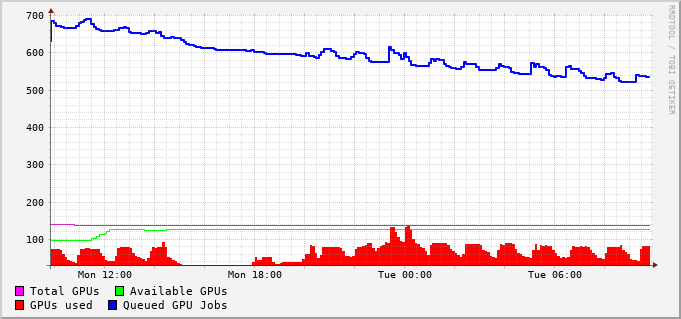 700
600
500
400
300
200
100
Mon 12:00 Mon 18:00 Tue 00:00 Tue 06:00
Total GPUs Available GPUs
GPUs used Queued GPU Jobs
RRDTOOL / TOBI OETIKER